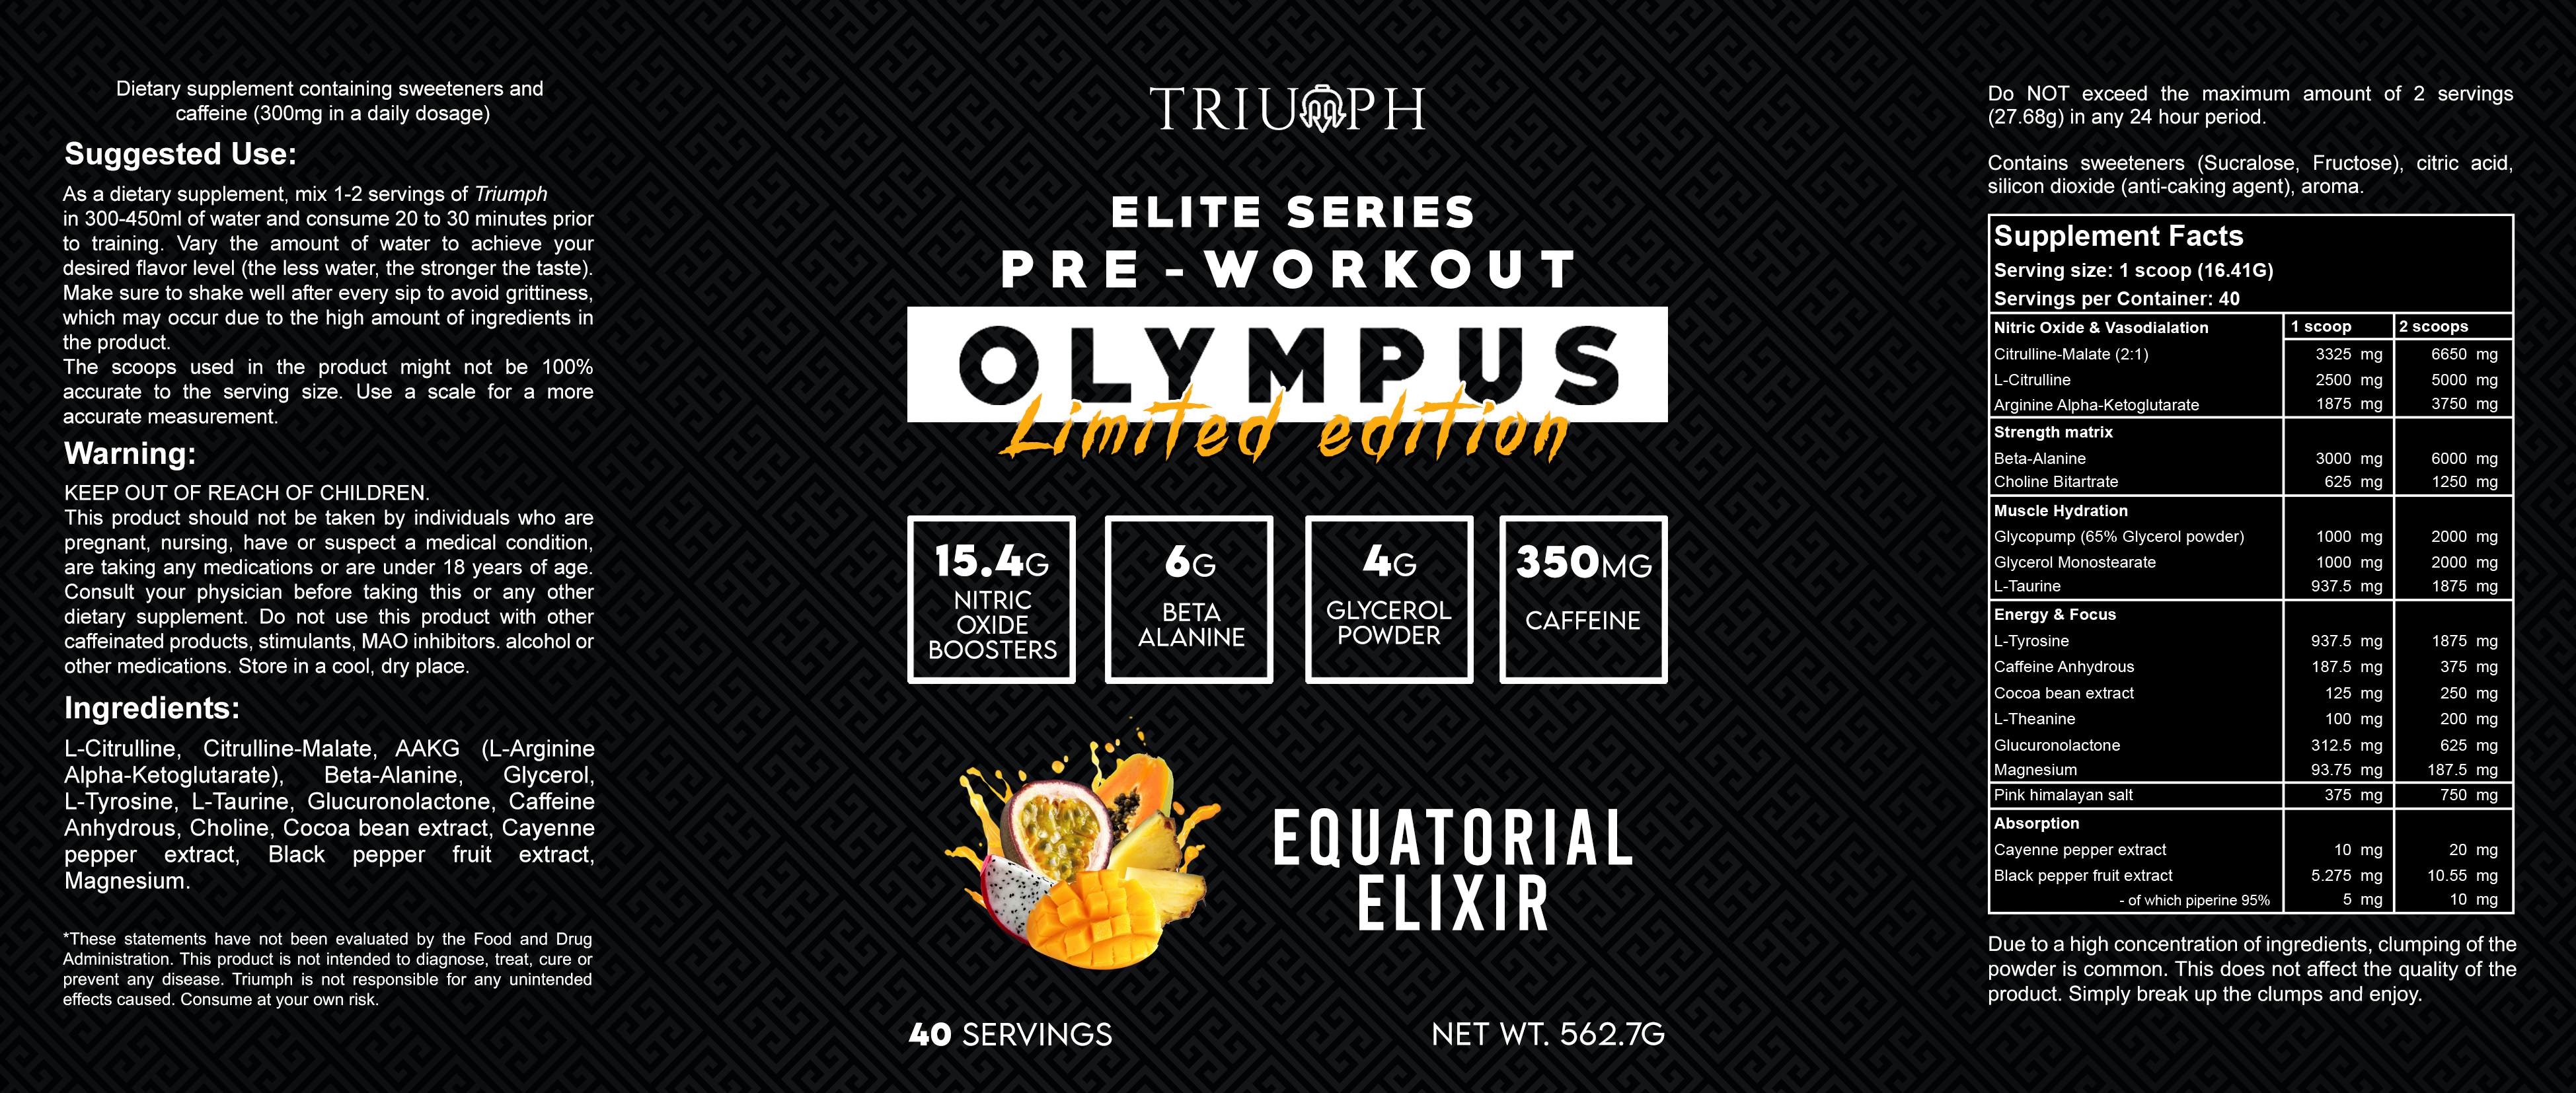 Dietary supplement containing sweeteners and
caffeine (300mg in a daily dosage)
Suggested Use:
As a dietary supplement, mix 1-2 servings of Triumph
in 300-450ml of water and consume 20 to 30 minutes prior
to training. Vary the amount of water to achieve your
desired flavor level (the less water, the stronger the taste).
Make sure to shake well after every sip to avoid grittiness,
which may occur due to the high amount of ingredients in
the product.
The scoops used in the product might not be 100%
accurate to the serving size. Use a scale for a more
accurate measurement.
Warning:
KEEP OUT OF REACH OF CHILDREN.
This product should not be taken by individuals who are
pregnant, nursing, have or suspect a medical condition,
are taking any medications or are under 18 years of age.
Consult your physician before taking this or any other
dietary supplement. Do not use this product with other
caffeinated products, stimulants, MAO inhibitors. alcohol or
other medications. Store in a cool, dry place.
Ingredients:
L-Citrulline, Citrulline-Malate, AAKG (L-Arginine
Alpha-Ketoglutarate), Beta-Alanine, Glycerol,
L-Tyrosine, L-Taurine, Glucuronolactone, Caffeine
Anhydrous, Choline, Cocoa bean extract, Cayenne
pepper extract, Black pepper fruit extract,
Magnesium.
*These statements have not been evaluated by the Food and Drug
Administration. This product is not intended to diagnose, treat, cure or
prevent any disease. Triumph is not responsible for any unintended
effects caused. Consume at your own risk.
TRIUMPH
ELITE SERIES
PRE-WORKOUT
OLYMPUS
Limited edition
15.4G
NITRIC
OXIDE
BOOSTERS
6G
BETA
ALANINE
4G
GLYCEROL
POWDER
350MG
CAFFEINE
EQUATORIAL
ELIXIR
40 SERVINGS
NET WT. 562.7G
Do NOT exceed the maximum amount of 2 servings
(27.68g) in any 24 hour period.
Contains sweeteners (Sucralose, Fructose), citric acid,
silicon dioxide (anti-caking agent), aroma.
Supplement Facts
Serving size: 1 scoop (16.41G)
Servings per Container: 40
Nitric Oxide & Vasodialation 1 scoop 2 scoops
Citrulline-Malate (2:1) 3325 mg 6650 mg
L-Citrulline 2500 mg 5000 mg
Arginine Alpha-Ketoglutarate 1875 mg 3750 mg
Strength matrix
Beta-Alanine 3000 mg 6000 mg
Choline Bitartrate 625 mg 1250 mg
Muscle Hydration
Glycopump (65% Glycerol powder) 1000 mg 2000 mg
Glycerol Monostearate 1000 mg 2000 mg
L-Taurine 937.5 mg 1875 mg
Energy & Focus
L-Tyrosine 937.5 mg 1875 mg
Caffeine Anhydrous 187.5 mg 375 mg
Cocoa bean extract 125 mg 250 mg
L-Theanine 100 mg 200 mg
Glucuronolactone 312.5 mg 625 mg
Magnesium 93.75 mg 187.5 mg
Pink himalayan salt 375 mg 750 mg
Absorption
Cayenne pepper extract 10 mg 20 mg
Black pepper fruit extract 5.275 mg 10.55 mg
- of which piperine 95% 5 mg 10 mg
Due to a high concentration of ingredients, clumping of the
powder is common. This does not affect the quality of the
product. Simply break up the clumps and enjoy.